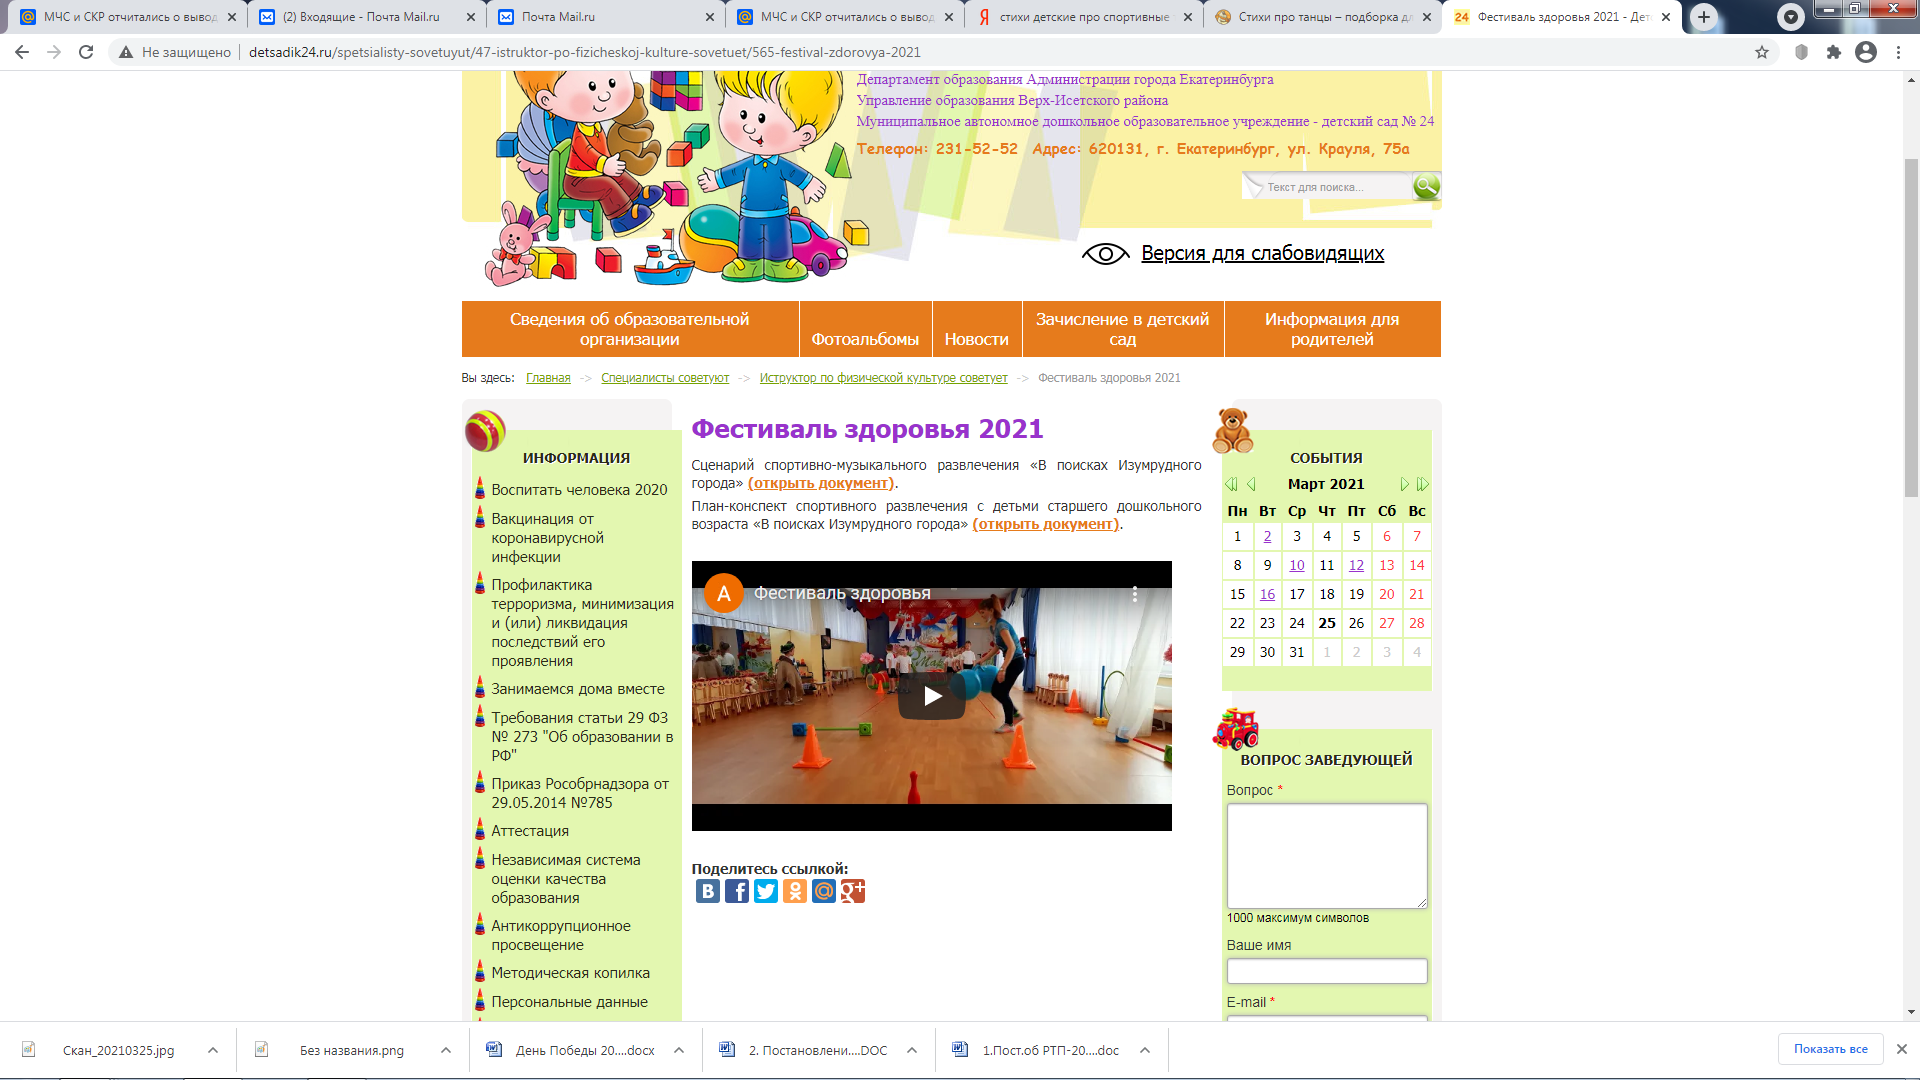 МЧС и СКР отчитались о вывод
(2) Входящие - Почта Mail.ru
Почта Mail.ru
МЧС и СКР отчитались о вывод
стихи детские про спортивные
Стихи про танцы – подборка дл
24 Фестиваль здоровья 2021 - Дет
Не защищено | detsadik24.ru/spetsialisty-sovetuyut/47-istruktor-po-fizicheskoj-kulture-sovetuet/565-festival-zdorovya-2021
Департамент образования Администрации города Екатеринбурга
Управление образования Верх-Исетского района
Муниципальное автономное дошкольное образовательное учреждение - детский сад № 24
Телефон: 231-52-52 Адрес: 620131, г. Екатеринбург, ул. Крауля, 75а
Текст для поиска...
Версия для слабовидящих
Сведения об образовательной
организации
Фотоальбомы
Новости
Зачисление в детский
сад
Информация для
родителей
Вы здесь: Главная -> Специалисты советуют -> Иструктор по физической культуре советует -> Фестиваль здоровья 2021
ИНФОРМАЦИЯ
Воспитать человека 2020
Вакцинация от
коронавирусной
инфекции
Профилактика
терроризма, минимизация
и (или) ликвидация
последствий его
проявления
Занимаемся дома вместе
Требования статьи 29 ФЗ
№ 273 "Об образовании в
РФ"
Приказ Рособрнадзора от
29.05.2014 №785
Аттестация
Независимая система
оценки качества
образования
Антикоррупционное
просвещение
Методическая копилка
Персональные данные
Фестиваль здоровья 2021
Сценарий спортивно-музыкального развлечения «В поисках Изумрудного
города» (открыть документ).
План-конспект спортивного развлечения с детьми старшего дошкольного
возраста «В поисках Изумрудного города» (открыть документ).
А Фестиваль здоровья
Поделитесь ссылкой:
СОБЫТИЯ
Март 2021
Пн Вт Ср Чт Пт Сб Вс
1 2 3 4 5 6 7
8 9 10 11 12 13 14
15 16 17 18 19 20 21
22 23 24 25 26 27 28
29 30 31 1 2 3 4
ВОПРОС ЗАВЕДУЮЩЕЙ
Вопрос *
1000 максимум символов
Ваше имя
E-mail *
Скан_20210325.jpg
Без названия.png
День Победы 20....docx
2. Постановлени....DOC
1.Пост.об РТП-20....doc
Показать все